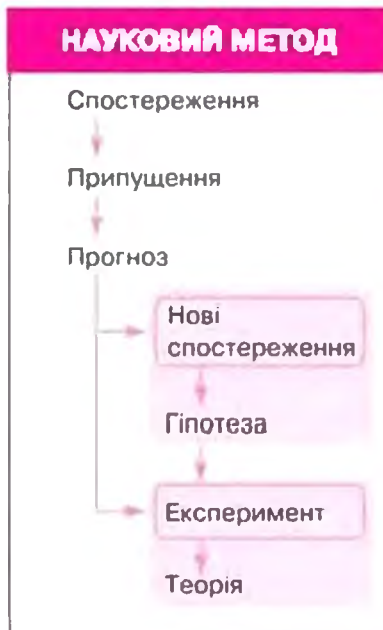 НАУКОВИЙ МЕТОД
Спостереження
Припущення
Прогноз
Нові
спостереження
Гіпотеза
Експеримент
Теорія